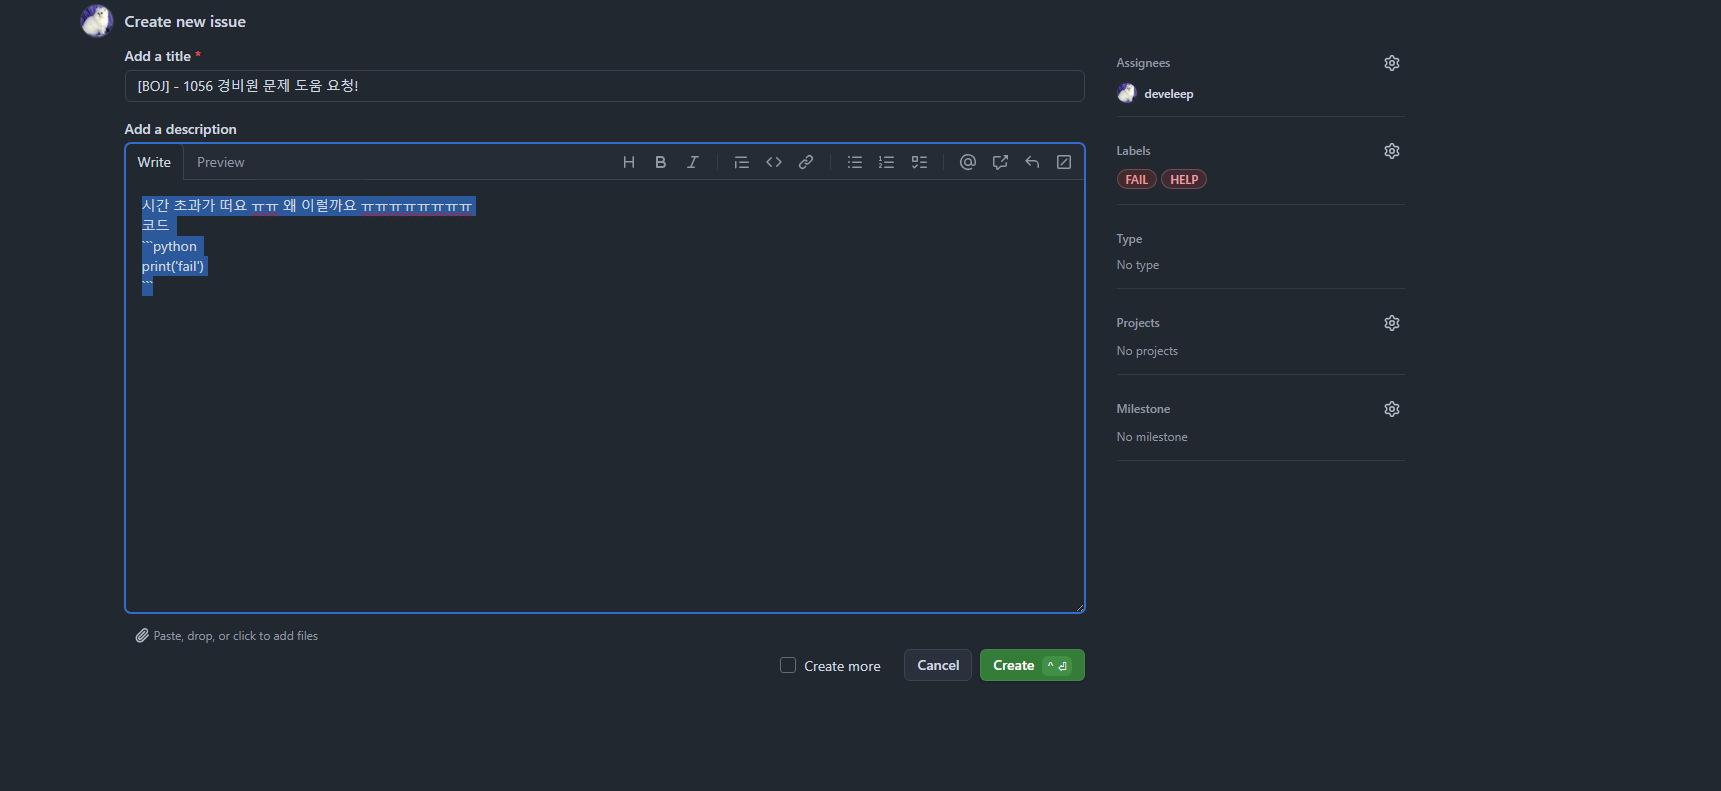 Create new issue
Add a title *
[BOJ] - 1056 경비원 문제 도움 요청!
Add a description
Write Preview
시간 초과가 떠요 ㅠㅠ 왜 이럴까요 ㅠㅠㅠㅠㅠㅠㅠㅠ
코드
```python
print('fail')
```
Paste, drop, or click to add files
Create more Cancel Create ^ ⏎
Assignees
develeep
Labels
FAIL HELP
Type
No type
Projects
No projects
Milestone
No milestone